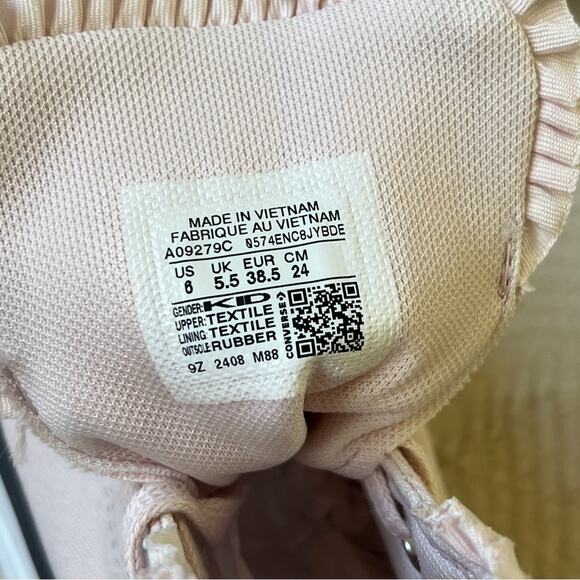 MADE IN VIETNAM
FABRIQUE AU VIETNAM
A09279C 0574ENC8JYBDE
US UK EUR CM
6 5.5 38.5 24
GENDER: KID
UPPER: TEXTILE
LINING: TEXTILE
OUTSOLE: RUBBER
9Z 2408 M88
CONVERSE